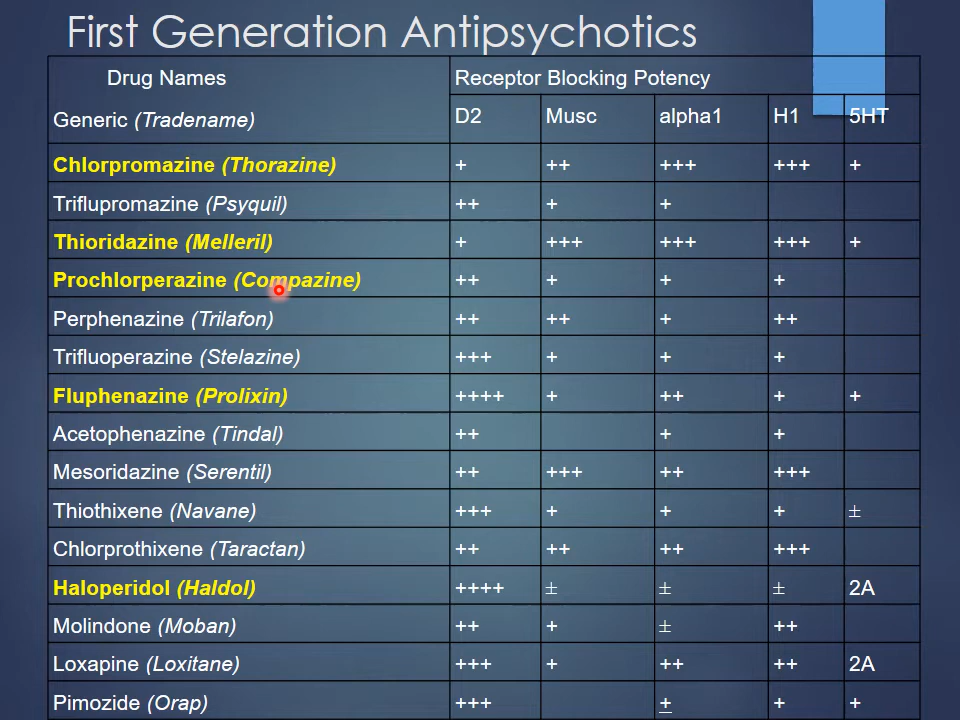 First Generation Antipsychotics
Drug Names Receptor Blocking Potency
Generic (Tradename) D2 Musc alpha1 H1 5HT
Chlorpromazine (Thorazine) + ++ +++ +++ +
Triflupromazine (Psyquil) ++ + +
Thioridazine (Melleril) + +++ +++ +++ +
Prochlorperazine (Compazine) ++ + + +
Perphenazine (Trilafon) ++ ++ + ++
Trifluoperazine (Stelazine) +++ + + +
Fluphenazine (Prolixin) ++++ + ++ + +
Acetophenazine (Tindal) ++ + +
Mesoridazine (Serentil) ++ +++ ++ +++
Thiothixene (Navane) +++ + + + ±
Chlorprothixene (Taractan) ++ ++ ++ +++
Haloperidol (Haldol) ++++ ± ± ± 2A
Molindone (Moban) ++ + ± ++
Loxapine (Loxitane) +++ + ++ ++ 2A
Pimozide (Orap) +++ + + +